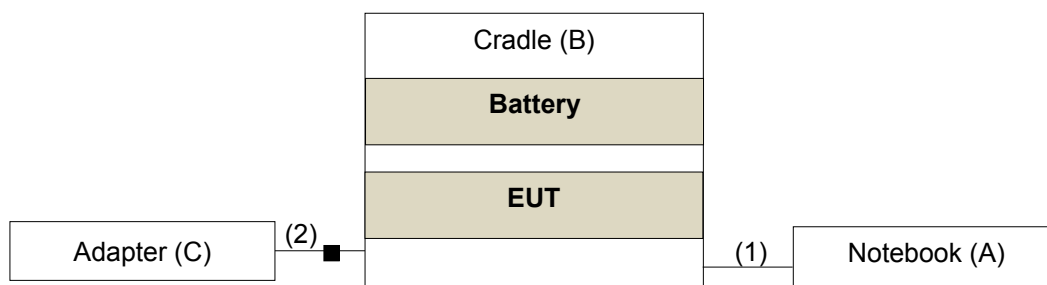 Cradle (B)
Battery
EUT
Adapter (C)
(2)
(1)
Notebook (A)